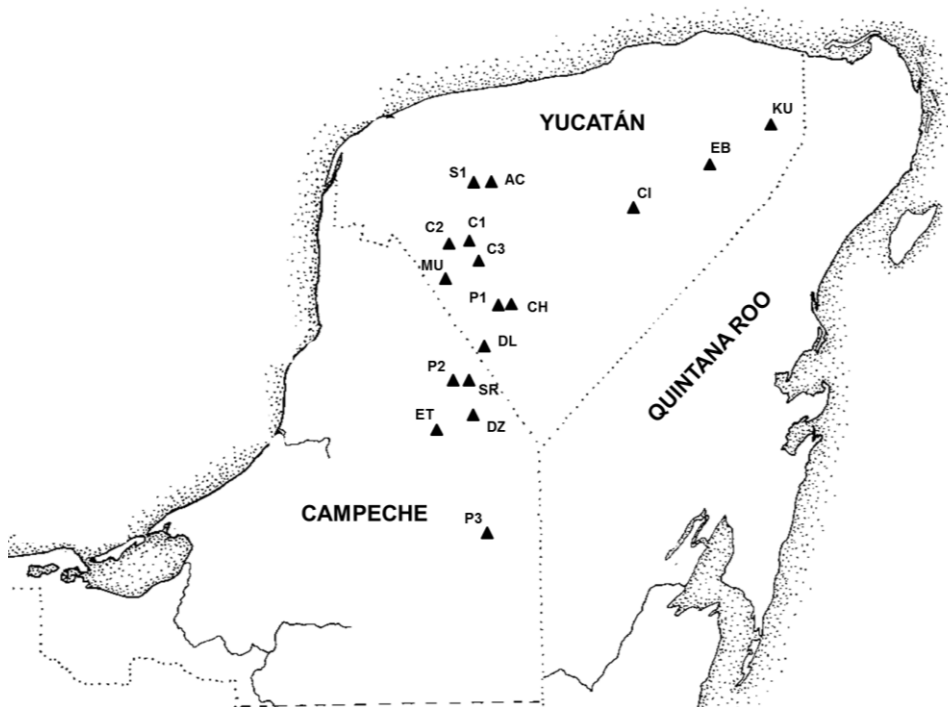 KU
YUCATÁN
EB
S1
AC
CI
C1
C2
C3
MU
P1
CH
DL
QUINTANA ROO
P2
SR
ET
DZ
CAMPECHE
P3